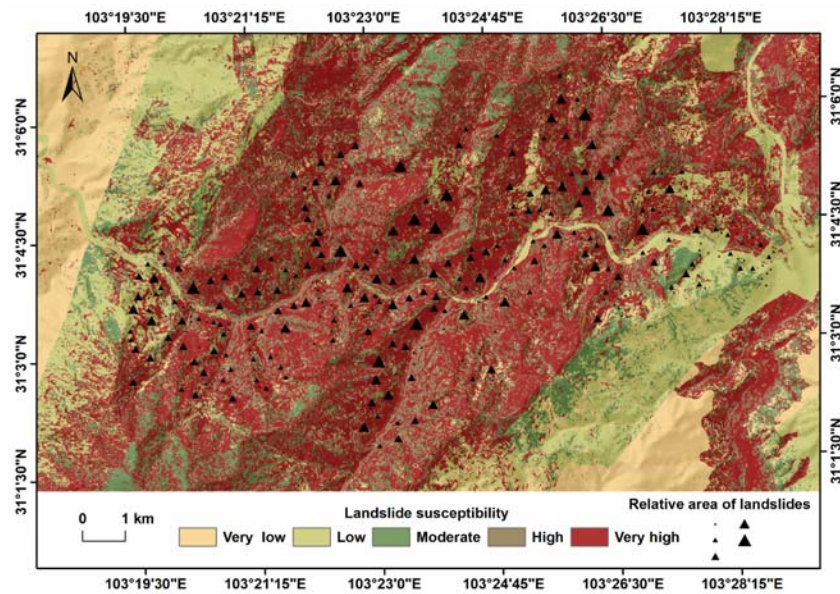 103°19'30"E 103°21'15"E 103°23'0"E 103°24'45"E 103°26'30"E 103°28'15"E
N
31°6'0"N
31°4'30"N
31°3'0"N
31°1'30"N
31°6'0"N
31°4'30"N
31°3'0"N
31°1'30"N
0 1 km
Landslide susceptibility
Very low Low Moderate High Very high
Relative area of landslides
103°19'30"E 103°21'15"E 103°23'0"E 103°24'45"E 103°26'30"E 103°28'15"E